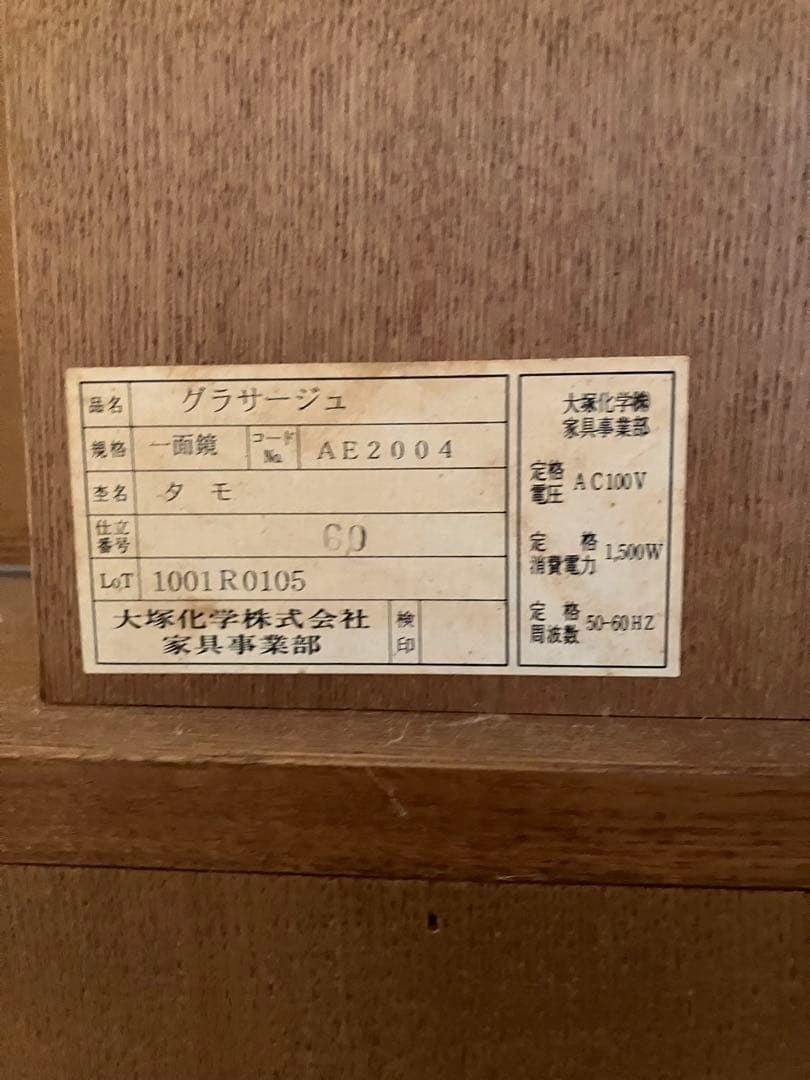 品名 グラサージュ
規格 一面鏡 コード№ AE2004
杢名 タモ
仕立番号 60
LoT 1001R0105
大塚化学株式会社
家具事業部
検印
大塚化学㈱
家具事業部
定格電圧 AC100V
定格消費電力 1,500W
定格周波数 50-60HZ